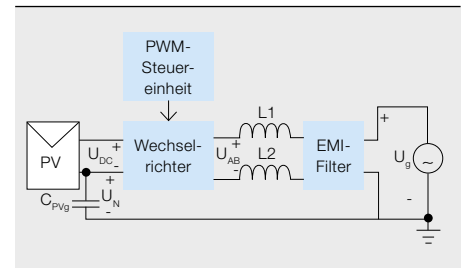 PWM-
Steuer-
einheit
L1
PV
U_DC
+
-
Wechsel-
richter
+
U_AB
-
L2
EMI-
Filter
+
U_g
~
-
C_PVg
+
U_N
-